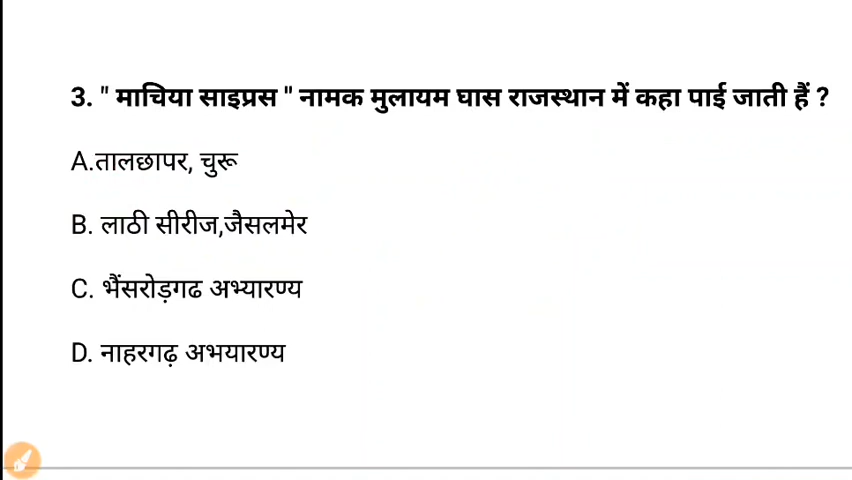 3. " माचिया साइप्रस " नामक मुलायम घास राजस्थान में कहा पाई जाती हैं ?
A.तालछापर, चुरू
B. लाठी सीरीज,जैसलमेर
C. भैंसरोड़गढ अभ्यारण्य
D. नाहरगढ़ अभयारण्य